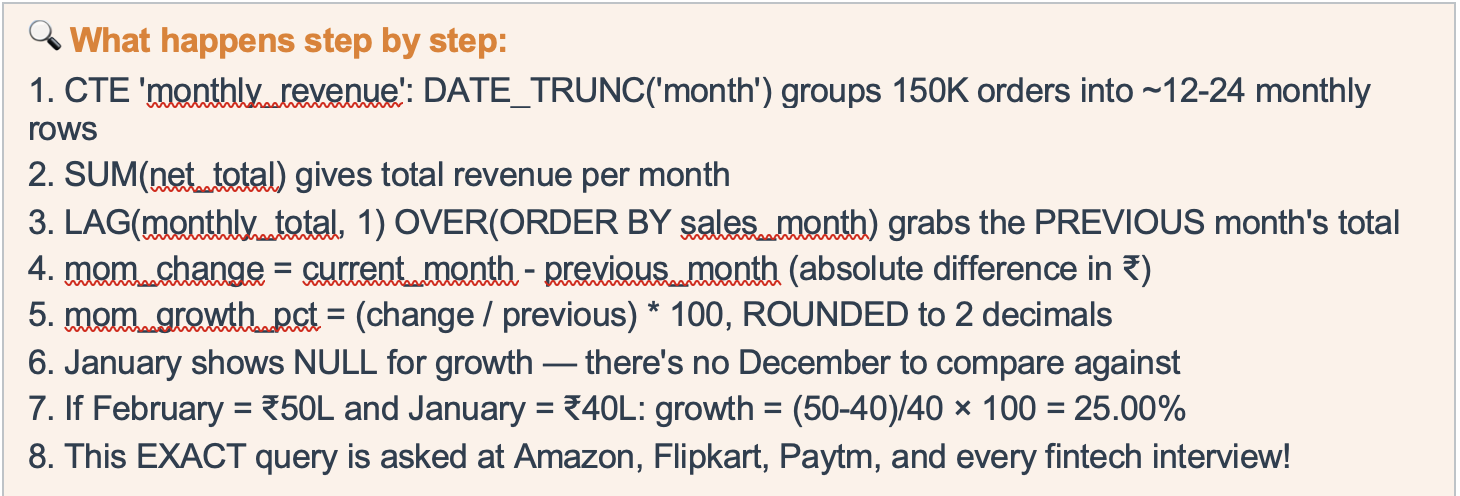 What happens step by step:
1. CTE 'monthly_revenue': DATE_TRUNC('month') groups 150K orders into ~12-24 monthly
rows
2. SUM(net_total) gives total revenue per month
3. LAG(monthly_total, 1) OVER(ORDER BY sales_month) grabs the PREVIOUS month's total
4. mom_change = current_month - previous_month (absolute difference in ₹)
5. mom_growth_pct = (change / previous) * 100, ROUNDED to 2 decimals
6. January shows NULL for growth — there's no December to compare against
7. If February = ₹50L and January = ₹40L: growth = (50-40)/40 × 100 = 25.00%
8. This EXACT query is asked at Amazon, Flipkart, Paytm, and every fintech interview!